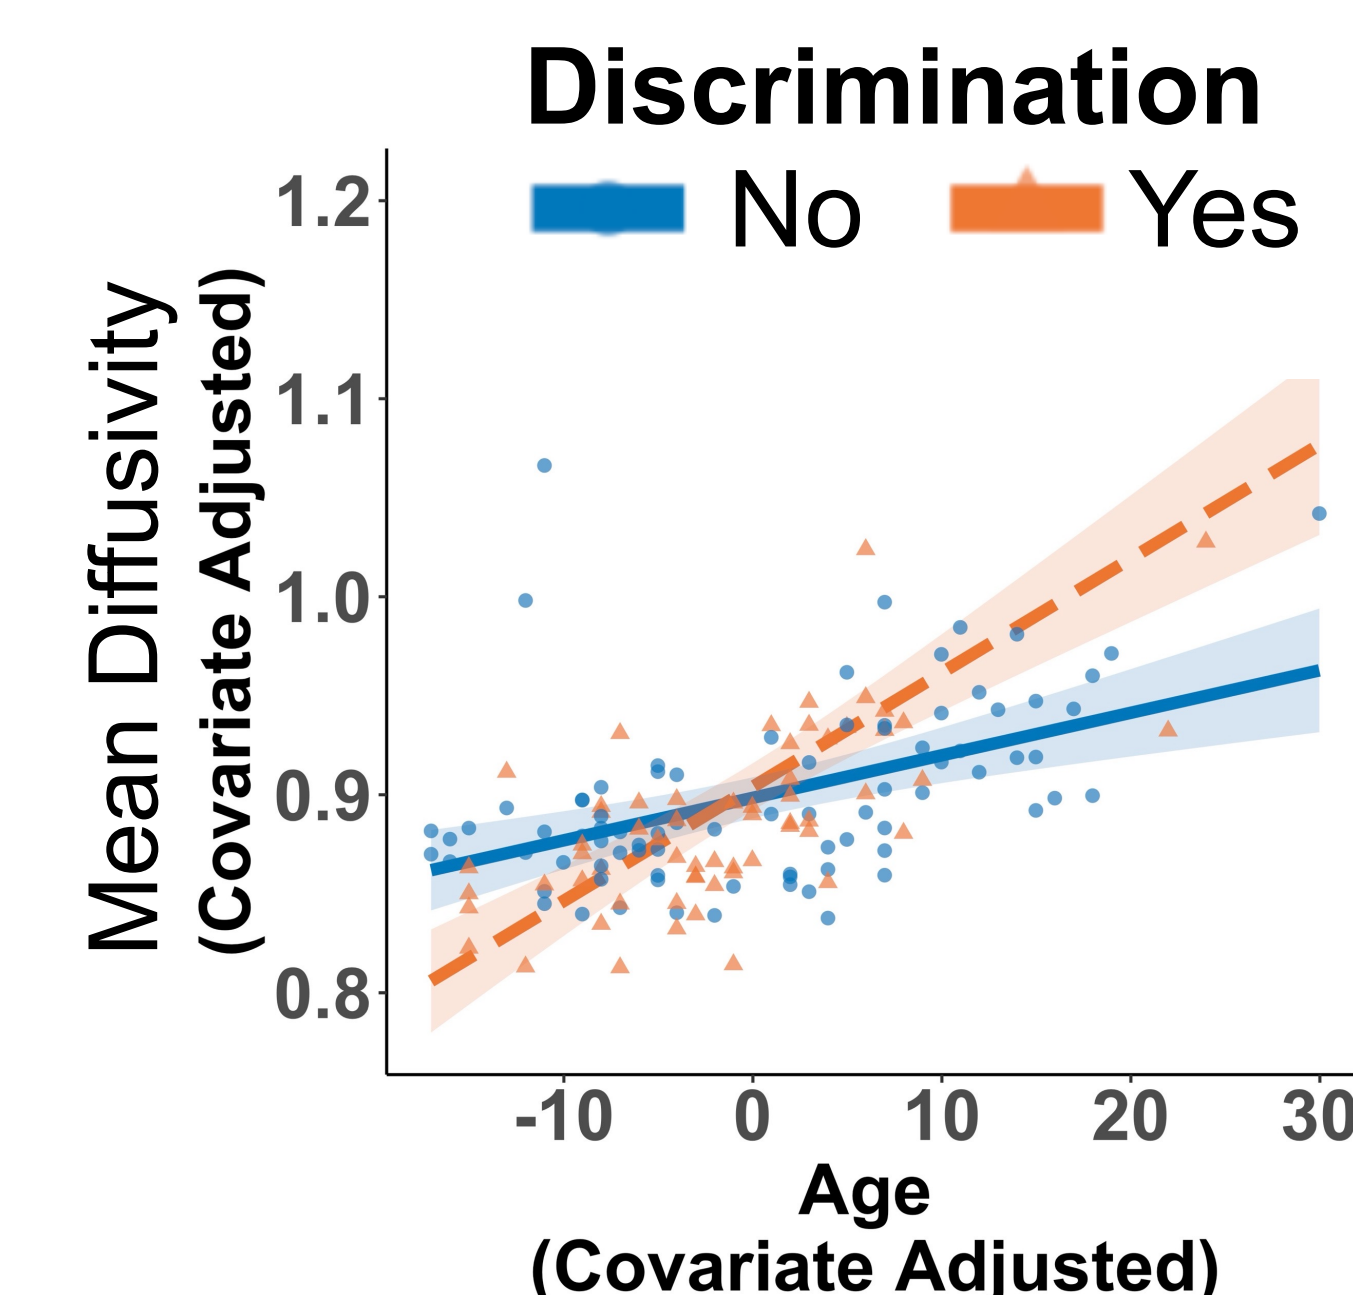 Discrimination
No Yes
Mean Diffusivity
(Covariate Adjusted)
1.2
1.1
1.0
0.9
0.8
-10 0 10 20 30
Age
(Covariate Adjusted)